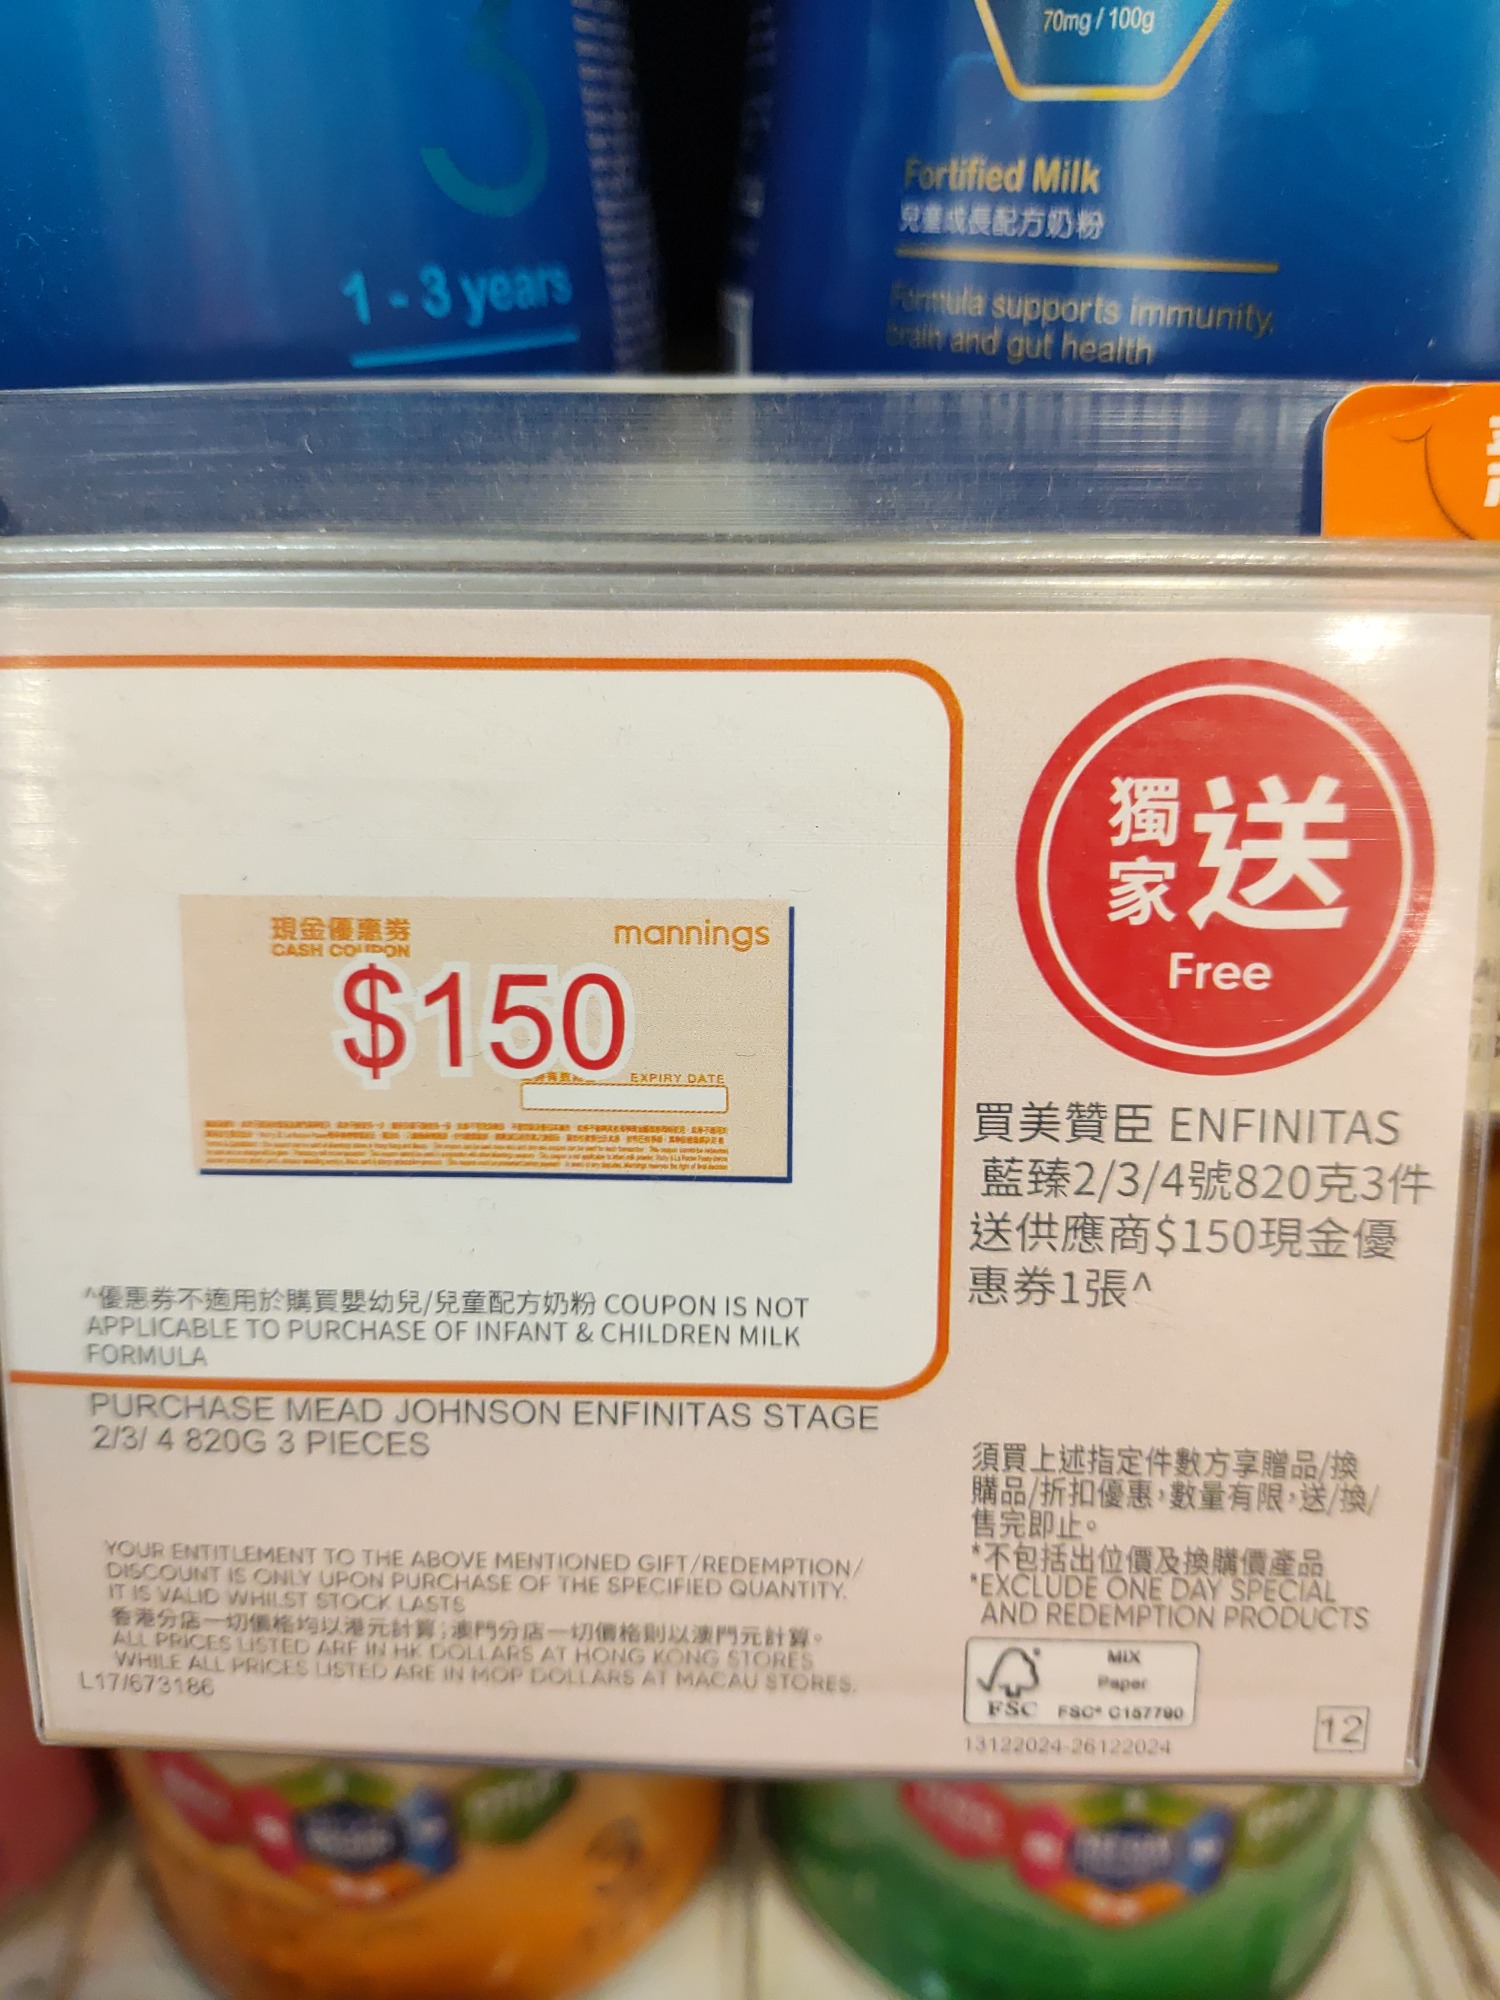 70mg / 100g
3
Fortified Milk
兒童成長配方奶粉
1 - 3 years
Formula supports immunity,
brain and gut health
獨家送
Free
現金優惠券
CASH COUPON
mannings
$150
EXPIRY DATE
買美贊臣 ENFINITAS
藍臻2/3/4號820克3件
送供應商$150現金優
惠券1張^
^優惠券不適用於購買嬰幼兒/兒童配方奶粉 COUPON IS NOT
APPLICABLE TO PURCHASE OF INFANT & CHILDREN MILK
FORMULA
PURCHASE MEAD JOHNSON ENFINITAS STAGE
2/3/ 4 820G 3 PIECES
須買上述指定件數方享贈品/換
購品/折扣優惠，數量有限，送/換/
售完即止。
*不包括出位價及換購價產品
*EXCLUDE ONE DAY SPECIAL
AND REDEMPTION PRODUCTS
YOUR ENTITLEMENT TO THE ABOVE MENTIONED GIFT/REDEMPTION/
DISCOUNT IS ONLY UPON PURCHASE OF THE SPECIFIED QUANTITY.
IT IS VALID WHILST STOCK LASTS
香港分店一切價格均以港元計算；澳門分店一切價格則以澳門元計算。
ALL PRICES LISTED ARE IN HK DOLLARS AT HONG KONG STORES
WHILE ALL PRICES LISTED ARE IN MOP DOLLARS AT MACAU STORES.
L17/673186
FSC
MIX
Paper
FSC® C157790
13122024-26122024
12